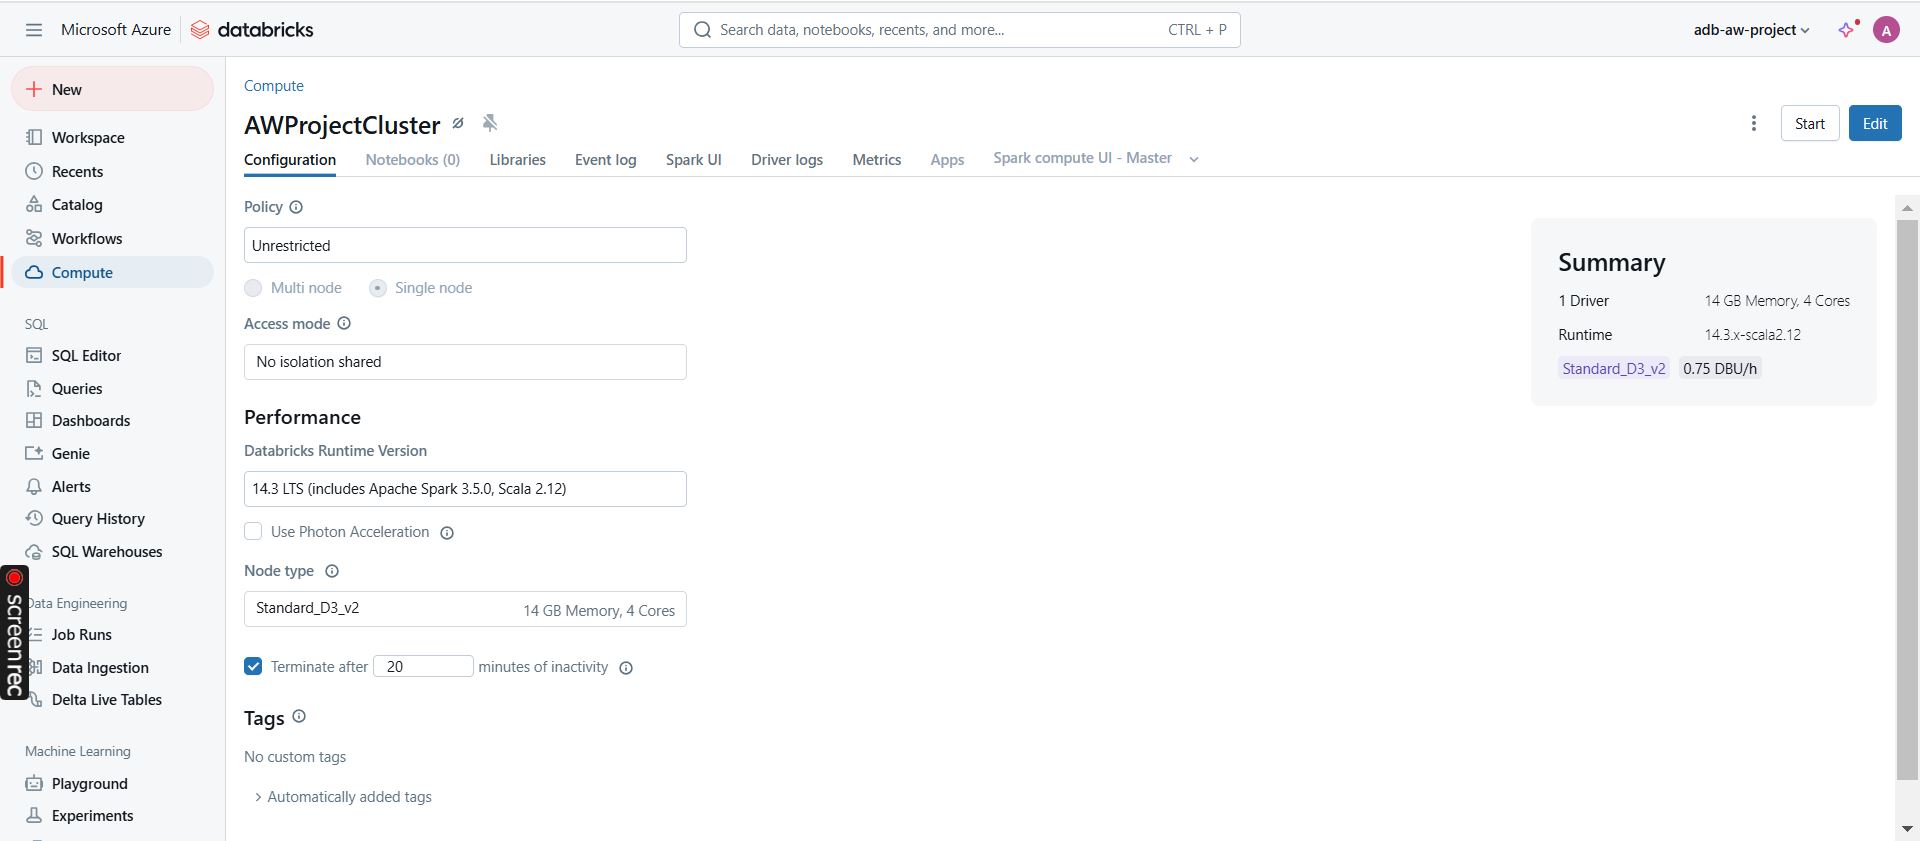 Microsoft Azure databricks
Search data, notebooks, recents, and more... CTRL + P
adb-aw-project
A
New
Workspace
Recents
Catalog
Workflows
Compute
SQL
SQL Editor
Queries
Dashboards
Genie
Alerts
Query History
SQL Warehouses
Data Engineering
Job Runs
Data Ingestion
Delta Live Tables
Machine Learning
Playground
Experiments
screenrec
Compute
AWProjectCluster
Start
Edit
Configuration Notebooks (0) Libraries Event log Spark UI Driver logs Metrics Apps Spark compute UI - Master
Policy
Unrestricted
Multi node Single node
Access mode
No isolation shared
Performance
Databricks Runtime Version
14.3 LTS (includes Apache Spark 3.5.0, Scala 2.12)
Use Photon Acceleration
Node type
Standard_D3_v2 14 GB Memory, 4 Cores
Terminate after 20 minutes of inactivity
Tags
No custom tags
Automatically added tags
Summary
1 Driver 14 GB Memory, 4 Cores
Runtime 14.3.x-scala2.12
Standard_D3_v2 0.75 DBU/h